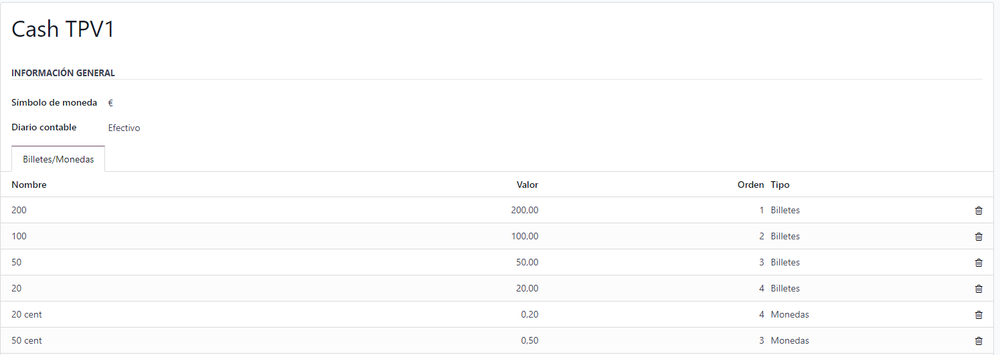 Cash TPV1
INFORMACIÓN GENERAL
Símbolo de moneda €
Diario contable Efectivo
Billetes/Monedas
Nombre Valor Orden Tipo
200 200,00 1 Billetes
100 100,00 2 Billetes
50 50,00 3 Billetes
20 20,00 4 Billetes
20 cent 0,20 4 Monedas
50 cent 0,50 3 Monedas